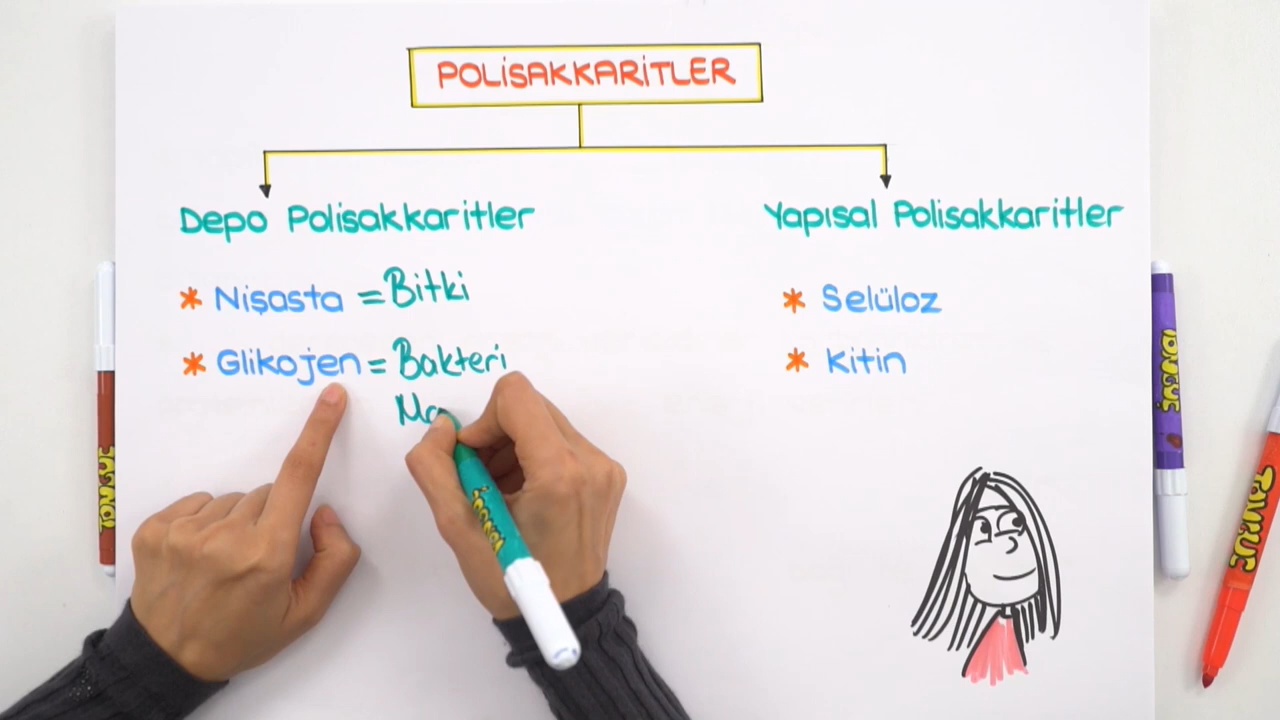 POLİSAKKARİTLER
Depo Polisakkaritler
Yapısal Polisakkaritler
* Nişasta = Bitki
* Selüloz
* Glikojen = Bakteri
* Kitin